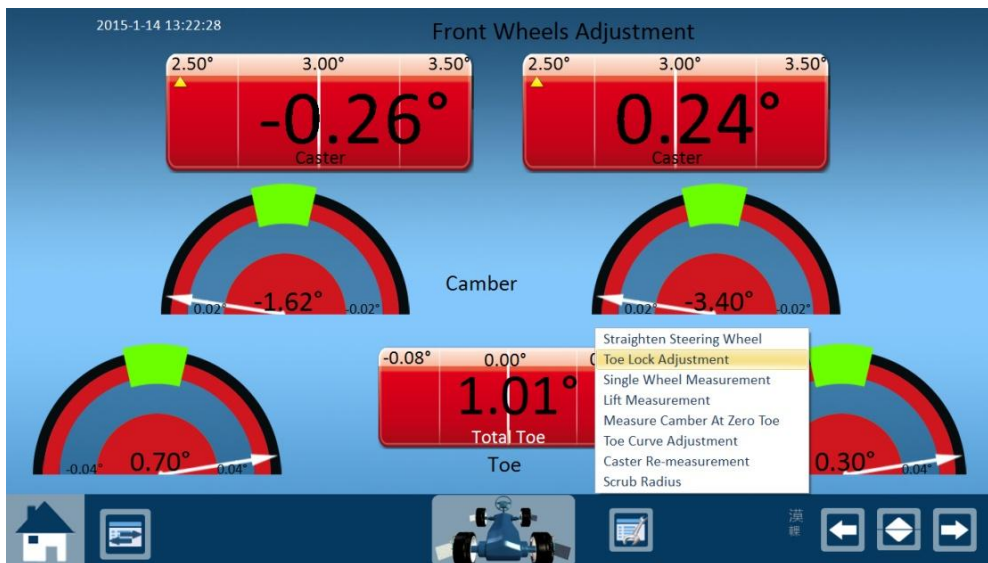 2015-1-14 13:22:28
Front Wheels Adjustment
2.50° 3.00° 3.50°
-0.26°
Caster
2.50° 3.00° 3.50°
0.24°
Caster
0.02° -1.62° -0.02°
Camber
0.02° -3.40° -0.02°
-0.08° 0.00°
1.01°
Total Toe
Toe
-0.04° 0.70° 0.04°
0.30° 0.04°
Straighten Steering Wheel
Toe Lock Adjustment
Single Wheel Measurement
Lift Measurement
Measure Camber At Zero Toe
Toe Curve Adjustment
Caster Re-measurement
Scrub Radius